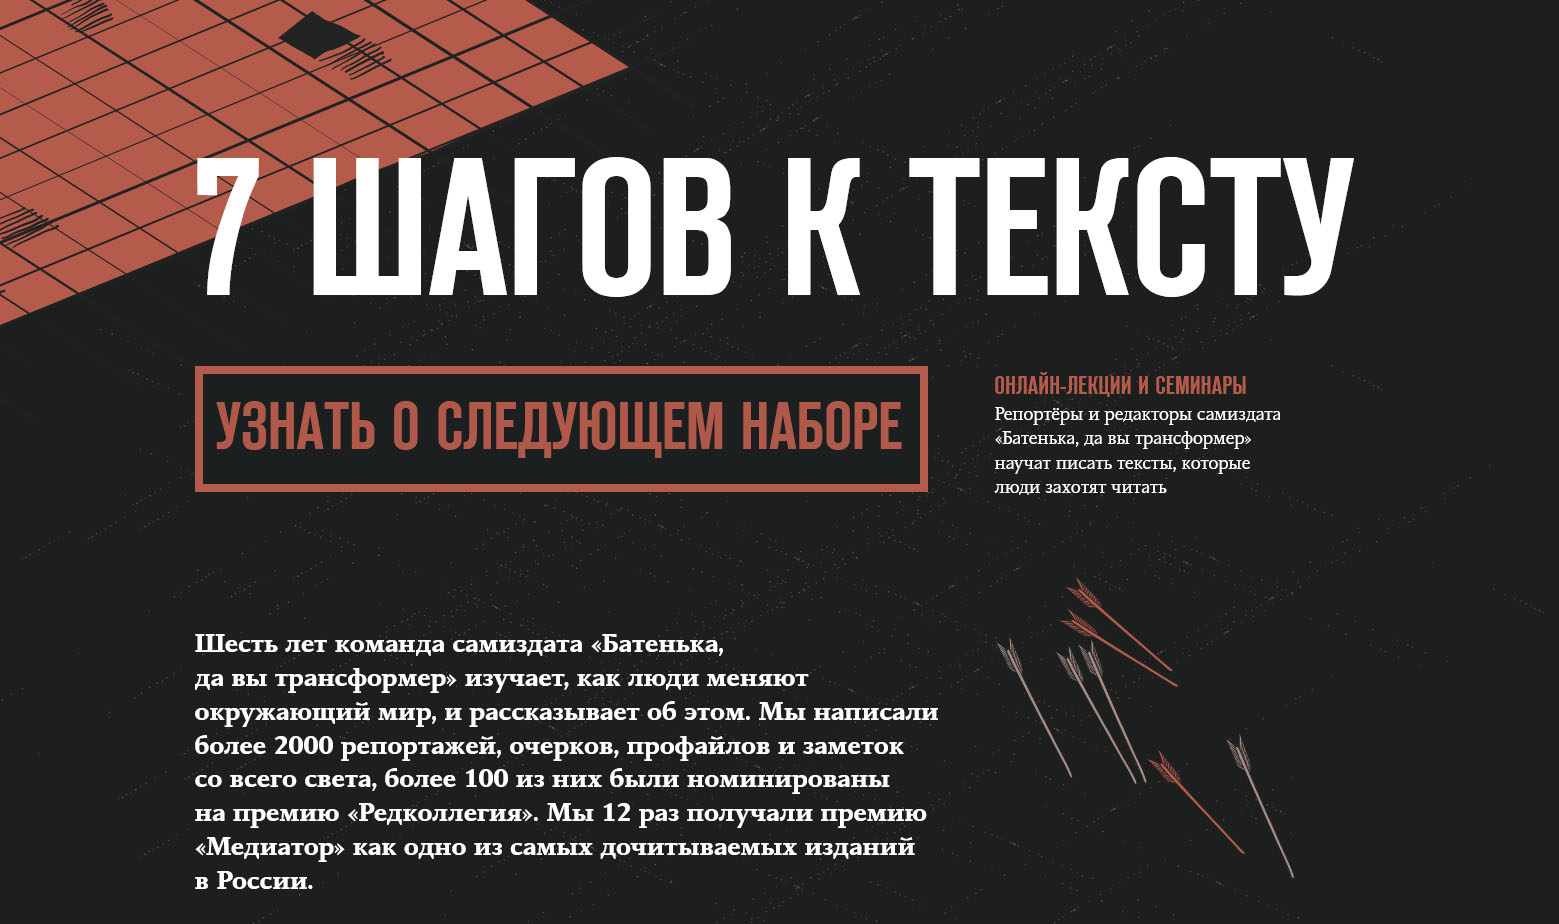 7 ШАГОВ К ТЕКСТУ
УЗНАТЬ О СЛЕДУЮЩЕМ НАБОРЕ
ОНЛАЙН-ЛЕКЦИИ И СЕМИНАРЫ
Репортёры и редакторы самиздата
«Батенька, да вы трансформер»
научат писать тексты, которые
люди захотят читать
Шесть лет команда самиздата «Батенька,
да вы трансформер» изучает, как люди меняют
окружающий мир, и рассказывает об этом. Мы написали
более 2000 репортажей, очерков, профайлов и заметок
со всего света, более 100 из них были номинированы
на премию «Редколлегия». Мы 12 раз получали премию
«Медиатор» как одно из самых дочитываемых изданий
в России.